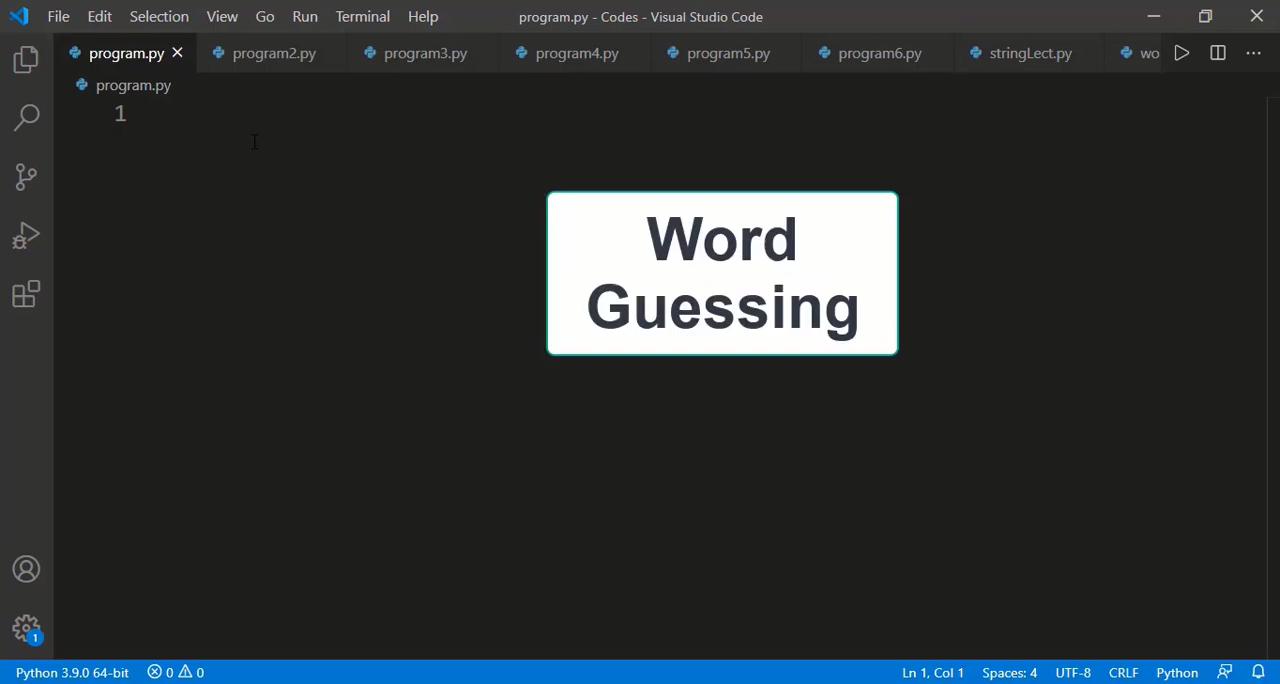 File Edit Selection View Go Run Terminal Help program.py - Codes - Visual Studio Code
program.py program2.py program3.py program4.py program5.py program6.py stringLect.py wo
program.py
1
Word
Guessing
1
Python 3.9.0 64-bit 0 0 Ln 1, Col 1 Spaces: 4 UTF-8 CRLF Python